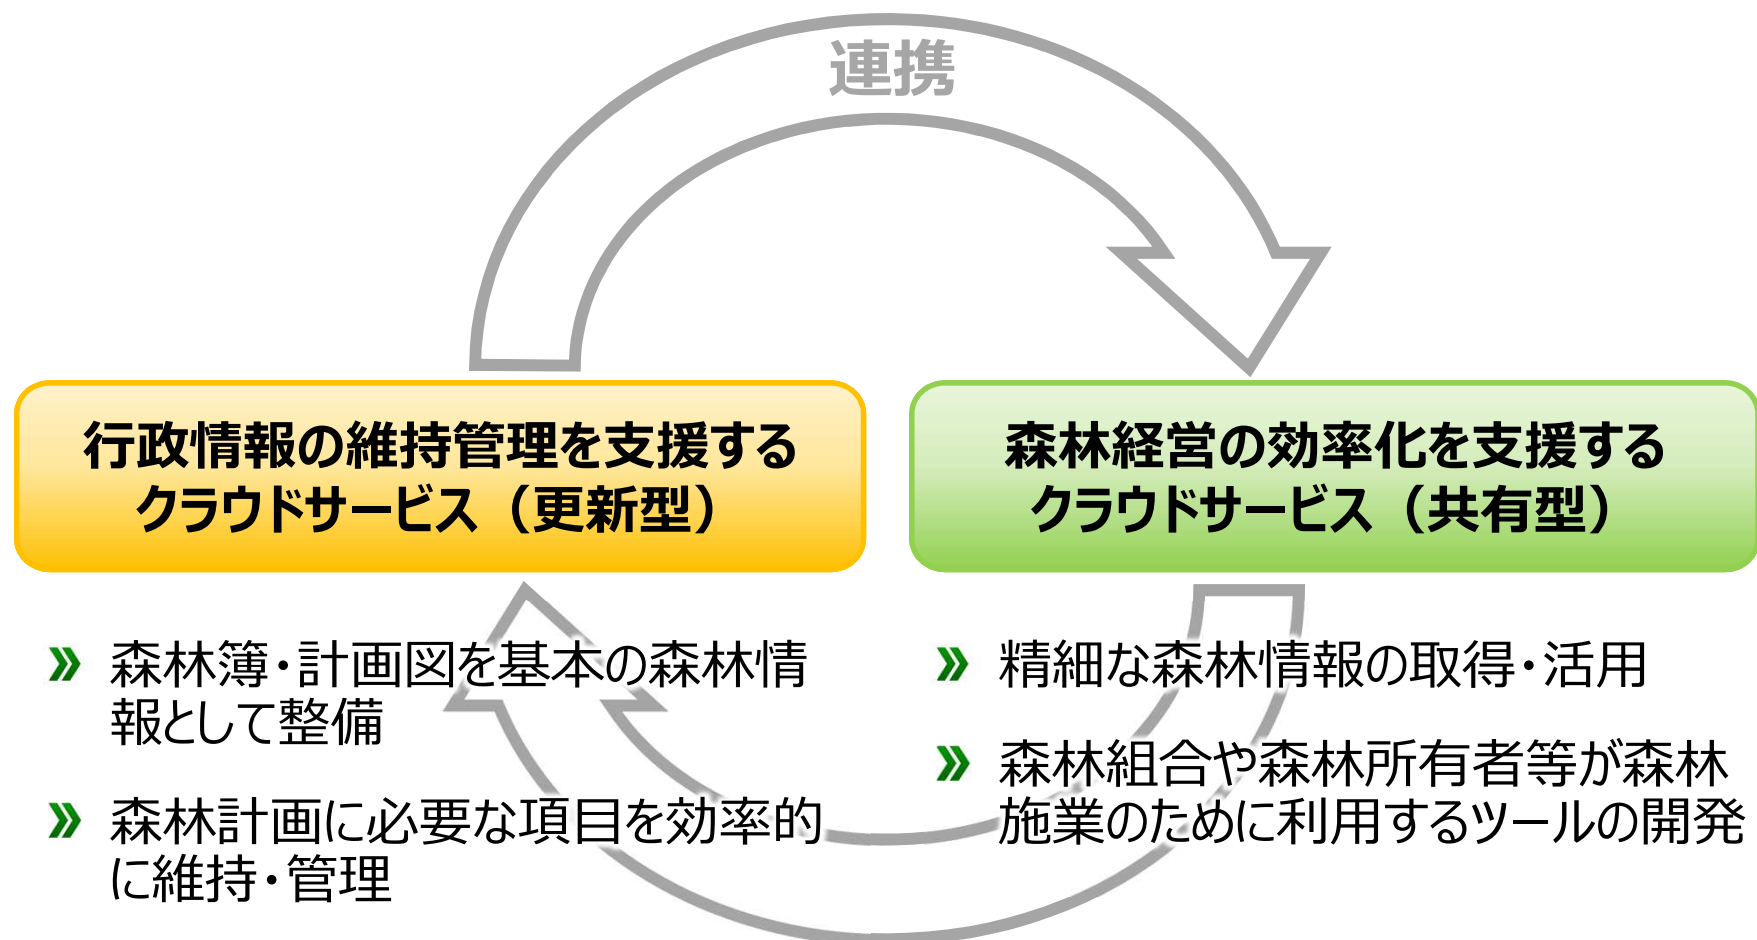 連携
行政情報の維持管理を支援する
クラウドサービス（更新型）
森林簿・計画図を基本の森林情
報として整備
森林計画に必要な項目を効率的
に維持・管理
森林経営の効率化を支援する
クラウドサービス（共有型）
精細な森林情報の取得・活用
森林組合や森林所有者等が森林
施業のために利用するツールの開発